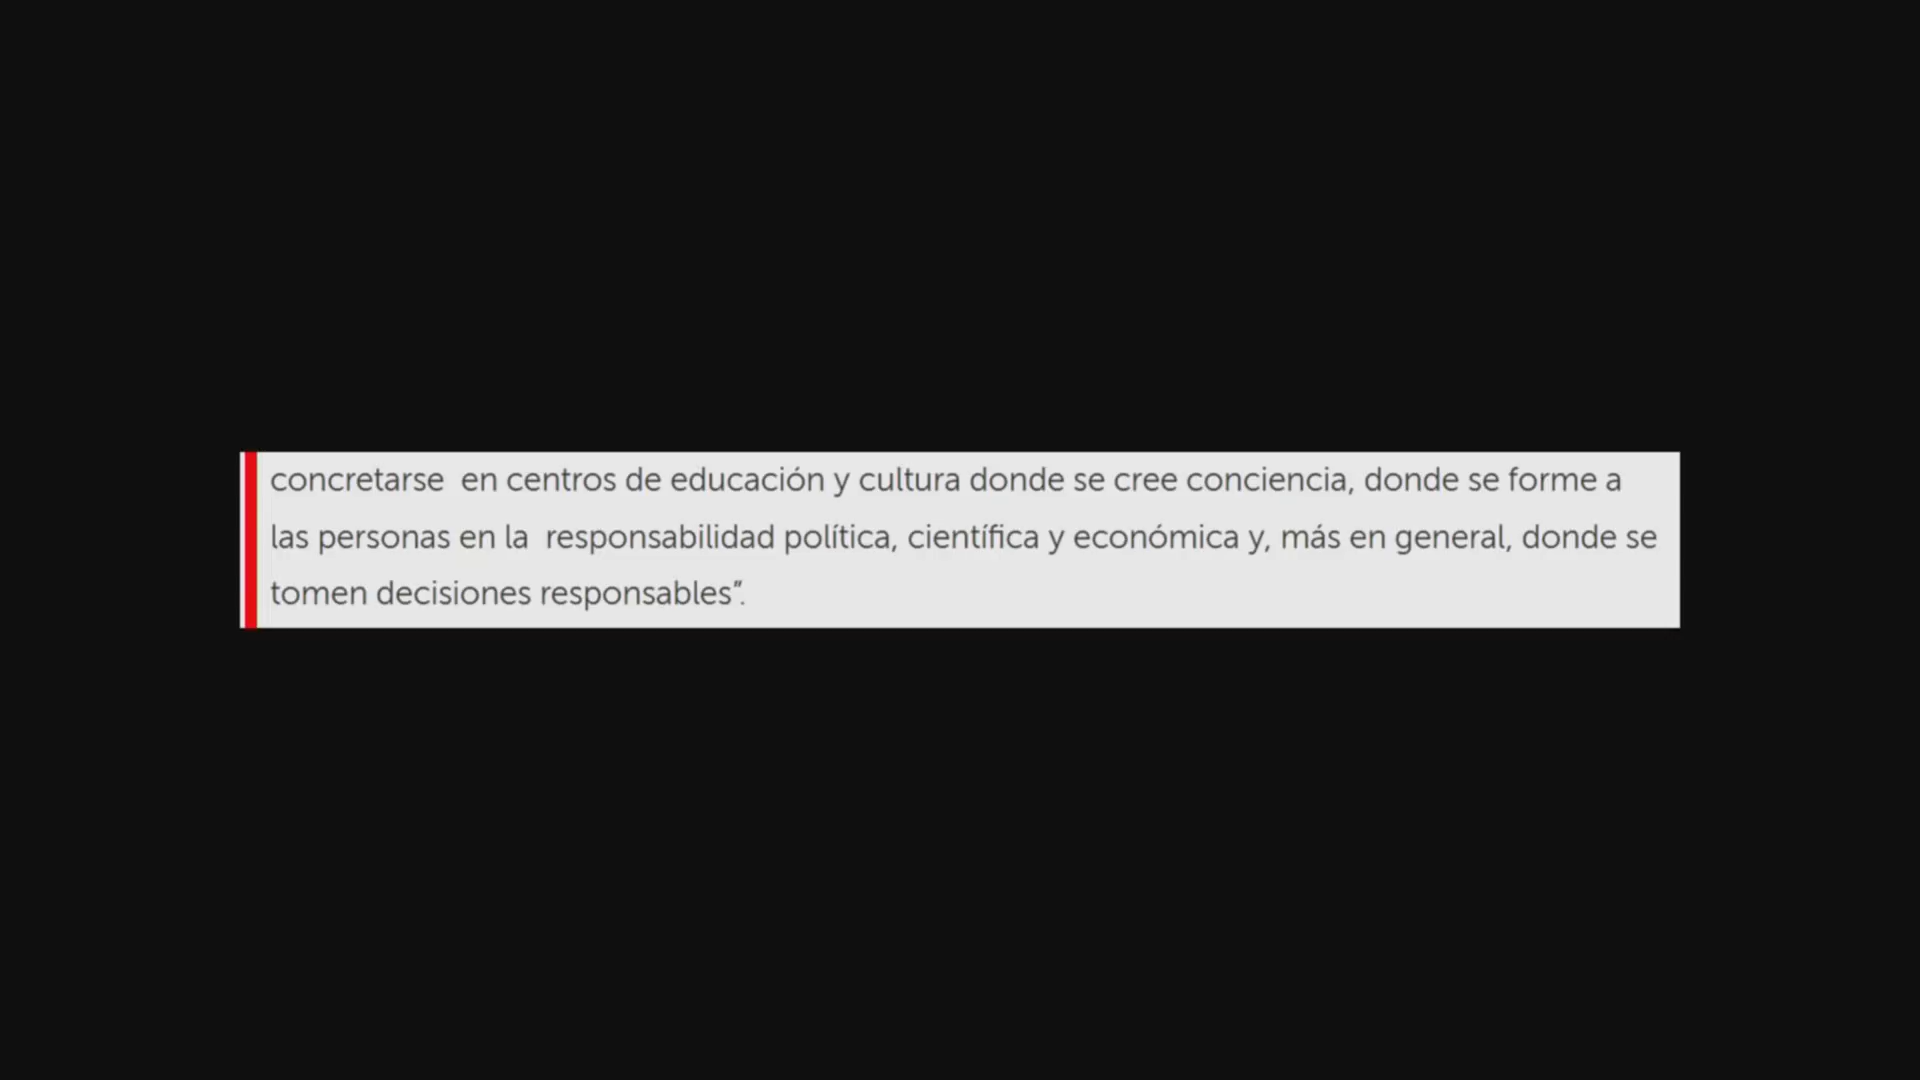 concretarse  en centros de educación y cultura donde se cree conciencia, donde se forme a
las personas en la  responsabilidad política, científica y económica y, más en general, donde se
tomen decisiones responsables”.